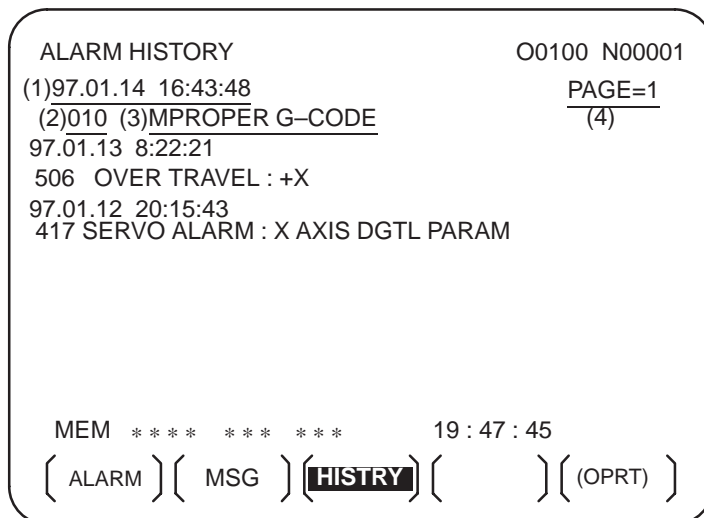 ALARM HISTORY O0100 N00001
(1)97.01.14 16:43:48 PAGE=1
(2)010 (3)MPROPER G–CODE (4)
97.01.13 8:22:21
506 OVER TRAVEL : +X
97.01.12 20:15:43
417 SERVO ALARM : X AXIS DGTL PARAM
MEM **** *** *** 19 : 47 : 45
[ ALARM ] [ MSG ] [ HISTRY ] [ ] [ (OPRT) ]